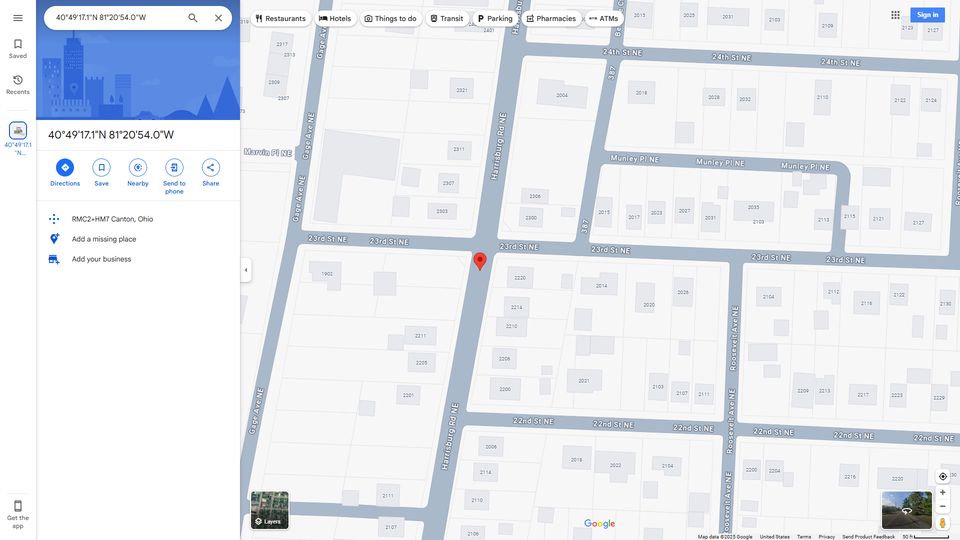 40°49'17.1"N 81°20'54.0"W
Restaurants
Hotels
Things to do
Transit
Parking
Pharmacies
ATMs
Sign in
Saved
Recents
40°49'17.1
"N...
40°49'17.1"N 81°20'54.0"W
Directions
Save
Nearby
Send to
phone
Share
RMC2+HM7 Canton, Ohio
Add a missing place
Add your business
Get the
app
Gage Ave NE
2317
2309
2307
2401
2321
2004
2311
2307
2303
2306
2300
24th St NE
24th St NE
2123
2127
2018
2028
2032
2110
2122
2124
387
Harrisburg Rd NE
Marvin Pl NE
Gage Ave NE
Munley Pl NE
Munley Pl NE
Munley Pl NE
Gage Ave NE
387
2015
2017
2023
2027
2031
2035
2103
2113
2115
2121
2127
23rd St NE
23rd St NE
23rd St NE
23rd St NE
23rd St NE
23rd St NE
1902
2220
2214
2210
2206
2200
2014
2020
2026
2104
2112
2116
2122
2130
2211
2205
2201
2021
2103
2107
2111
2209
2213
2217
2223
2229
Roosevelt Ave NE
Roosevelt Ave NE
Gage Ave NE
Harrisburg Rd NE
22nd St NE
22nd St NE
22nd St NE
22nd St NE
22nd St NE
22nd St NE
2006
2114
2110
2018
2022
2104
2200
2204
2216
2220
2111
2107
Layers
Google
Map data ©2025 Google
United States
Terms
Privacy
Send Product Feedback
50 ft